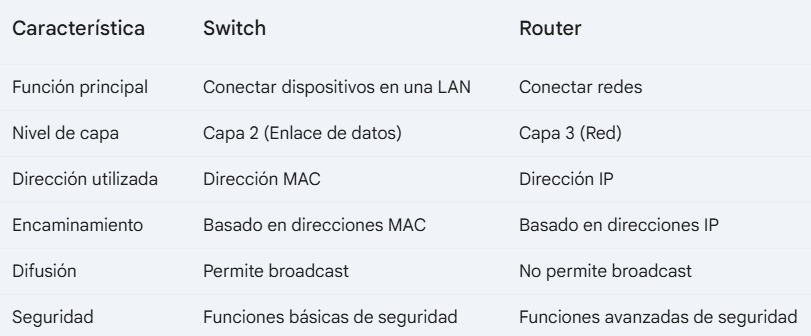 Característica Switch Router
Función principal Conectar dispositivos en una LAN Conectar redes
Nivel de capa Capa 2 (Enlace de datos) Capa 3 (Red)
Dirección utilizada Dirección MAC Dirección IP
Encaminamiento Basado en direcciones MAC Basado en direcciones IP
Difusión Permite broadcast No permite broadcast
Seguridad Funciones básicas de seguridad Funciones avanzadas de seguridad